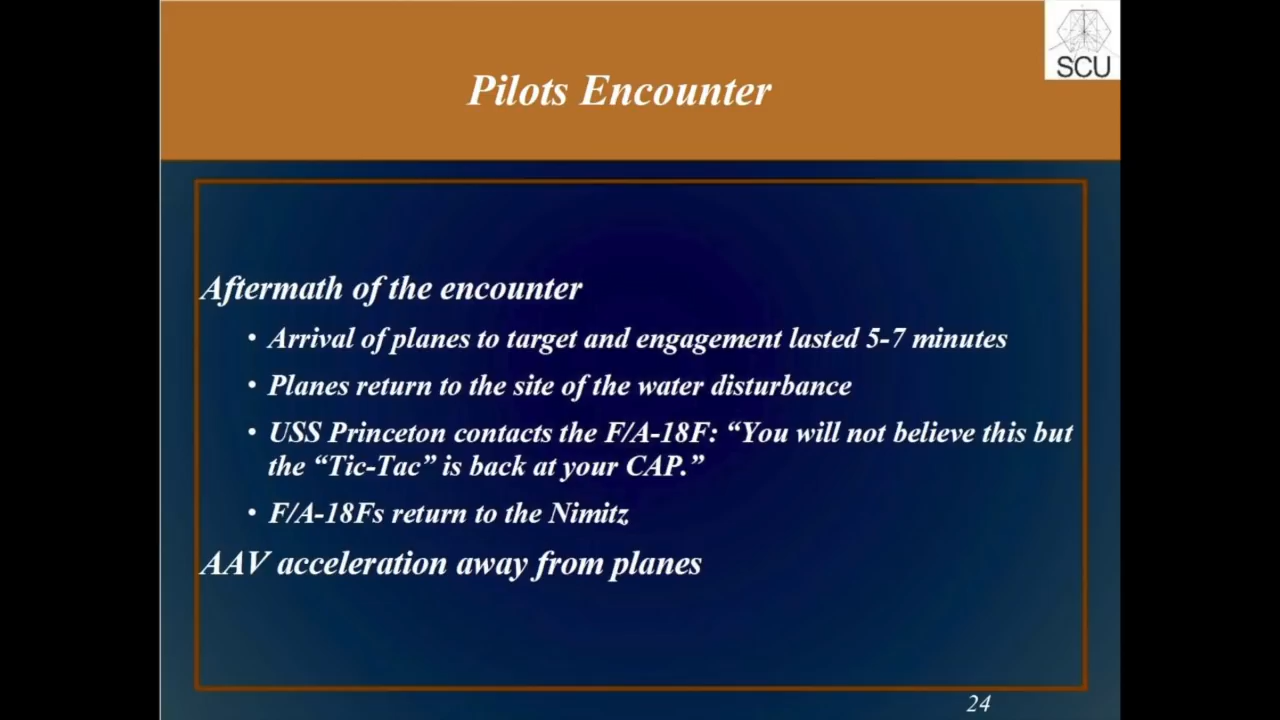 SCU
Pilots Encounter
Aftermath of the encounter
• Arrival of planes to target and engagement lasted 5-7 minutes
• Planes return to the site of the water disturbance
• USS Princeton contacts the F/A-18F: “You will not believe this but
the “Tic-Tac” is back at your CAP.”
• F/A-18Fs return to the Nimitz
AAV acceleration away from planes
24